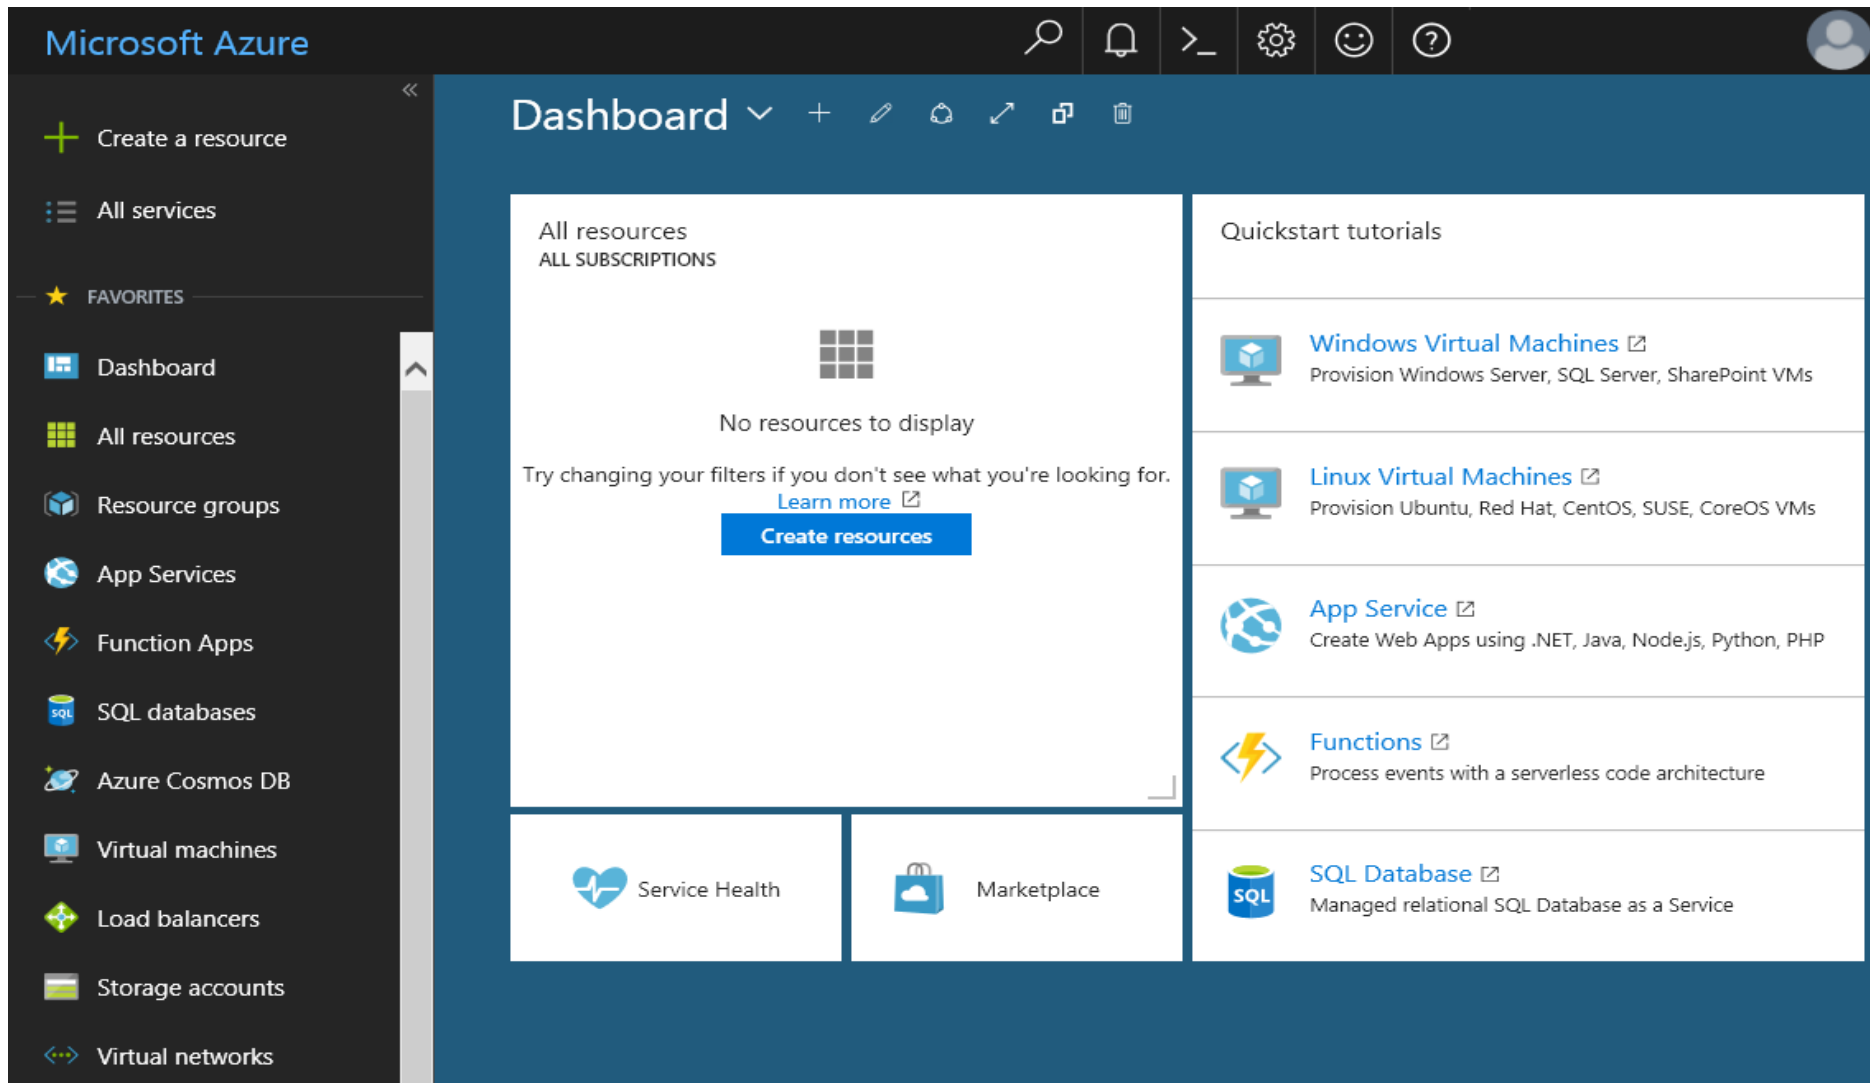 Microsoft Azure
Create a resource
All services
FAVORITES
Dashboard
All resources
Resource groups
App Services
Function Apps
SQL databases
Azure Cosmos DB
Virtual machines
Load balancers
Storage accounts
Virtual networks
Dashboard
All resources
ALL SUBSCRIPTIONS
No resources to display
Try changing your filters if you don't see what you're looking for.
Learn more
Create resources
Service Health
Marketplace
Quickstart tutorials
Windows Virtual Machines
Provision Windows Server, SQL Server, SharePoint VMs
Linux Virtual Machines
Provision Ubuntu, Red Hat, CentOS, SUSE, CoreOS VMs
App Service
Create Web Apps using .NET, Java, Node.js, Python, PHP
Functions
Process events with a serverless code architecture
SQL
SQL Database
Managed relational SQL Database as a Service